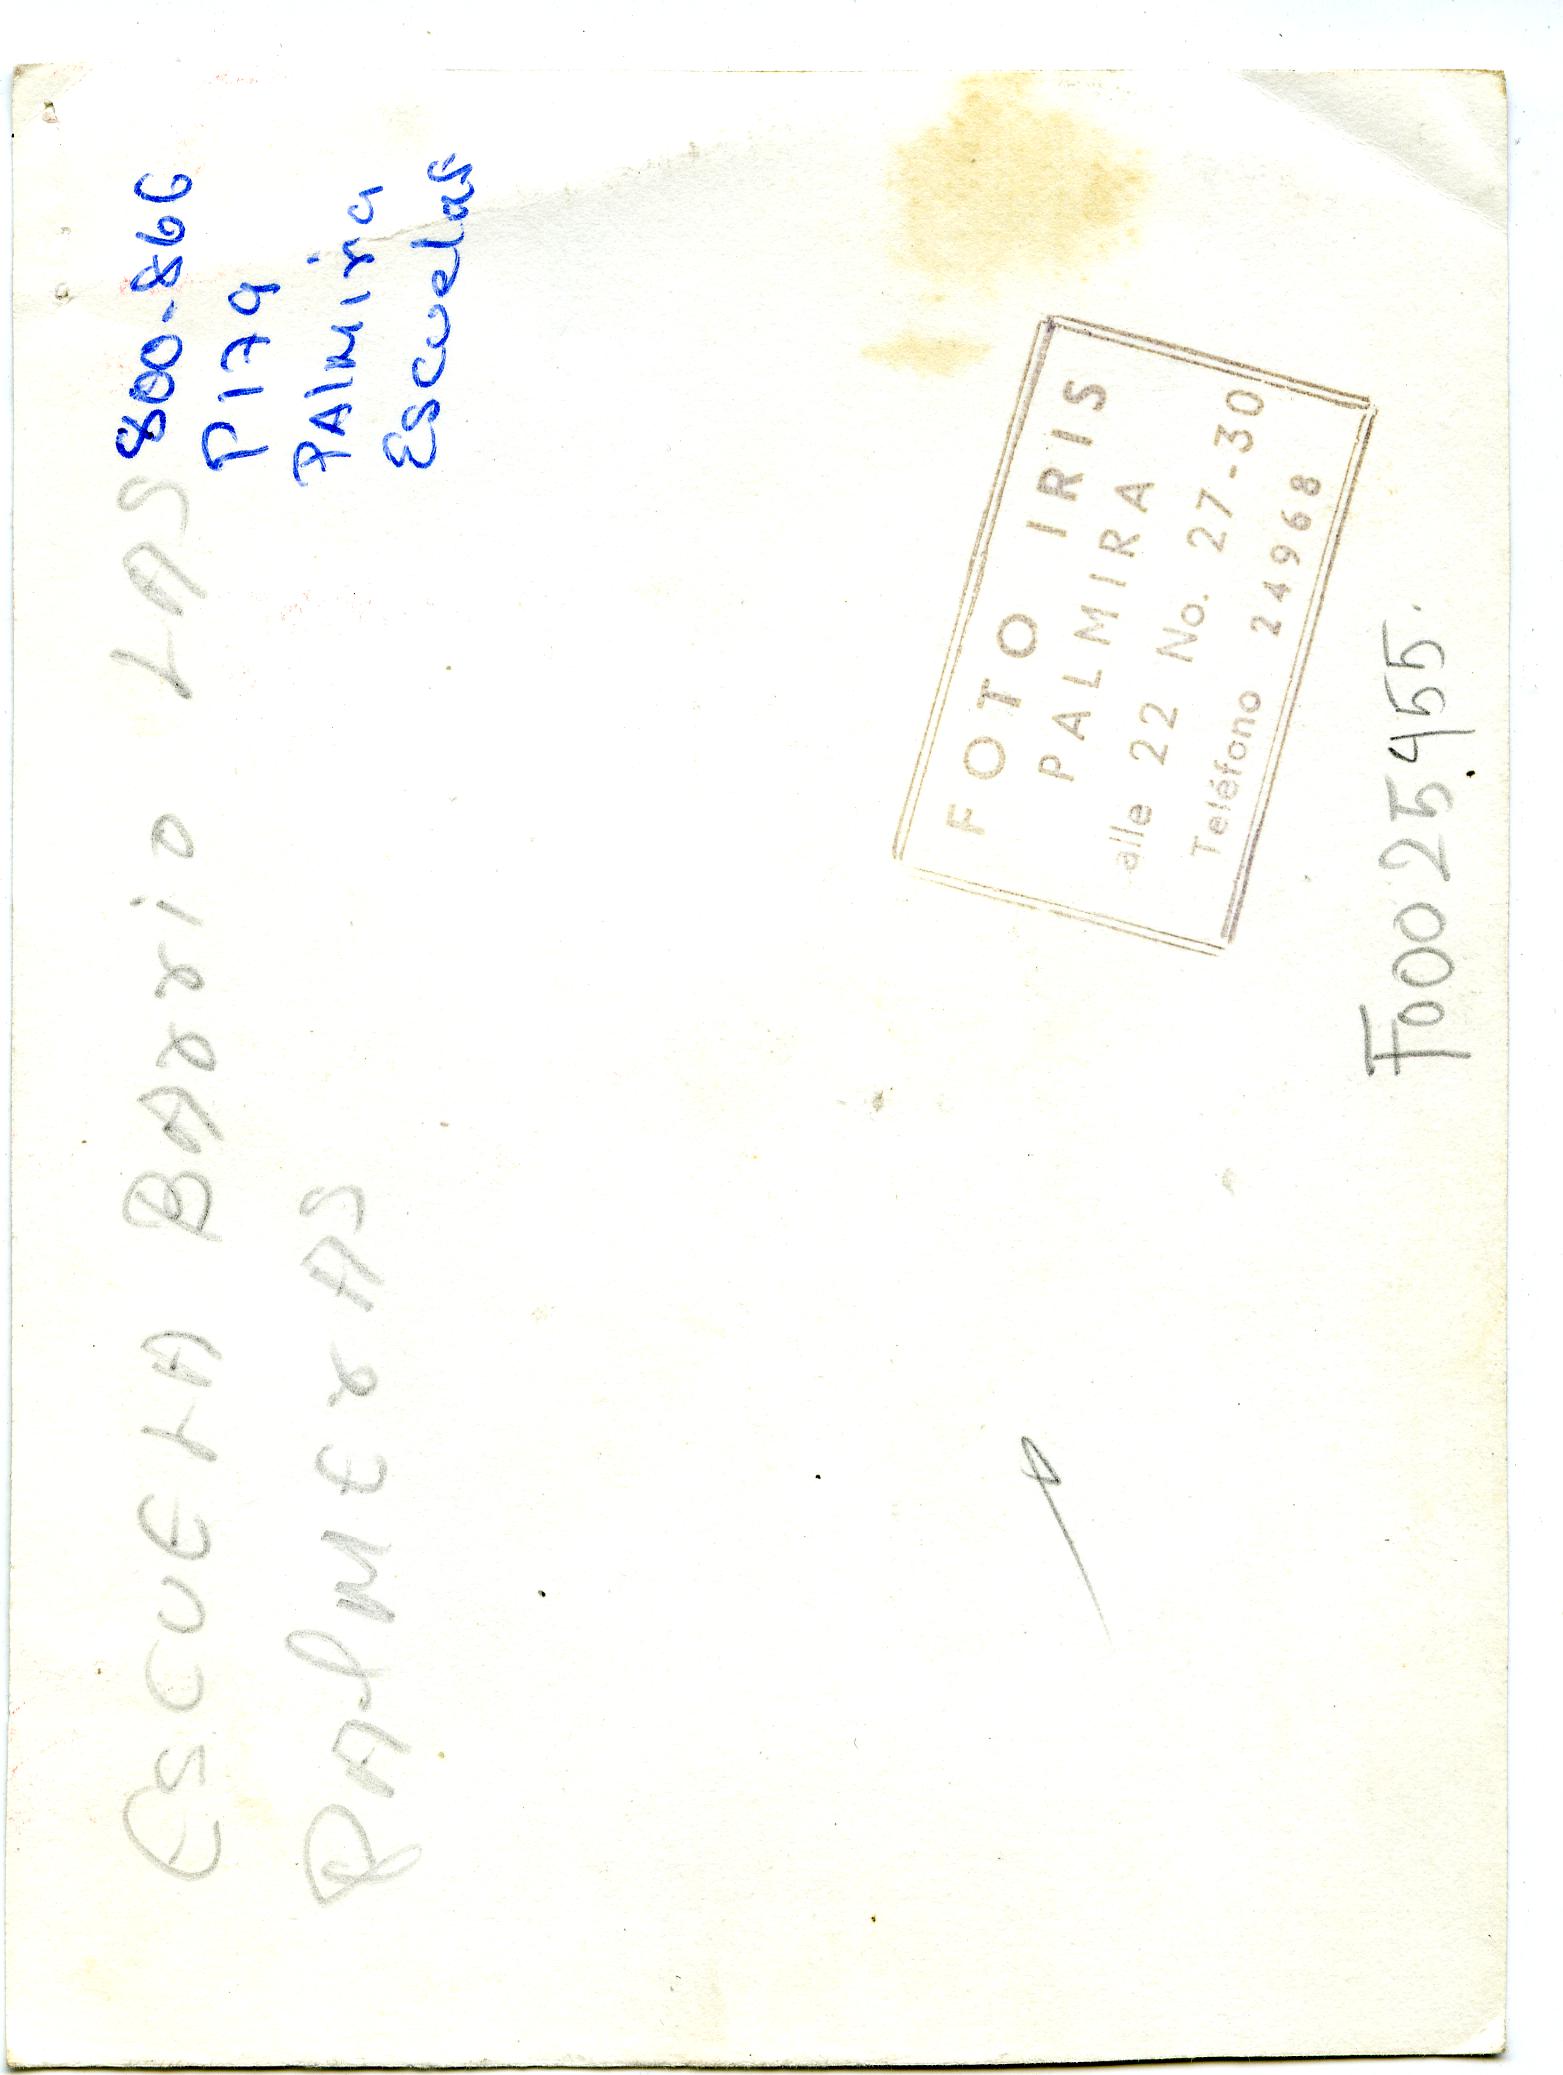 ESCUELA BArrio LAS
PAlMErAS
800-866
P179
PAlMira
Escuelas
FOTO IRIS
PALMIRA
alle 22 No. 27-30
Teléfono 24968
F00025455.